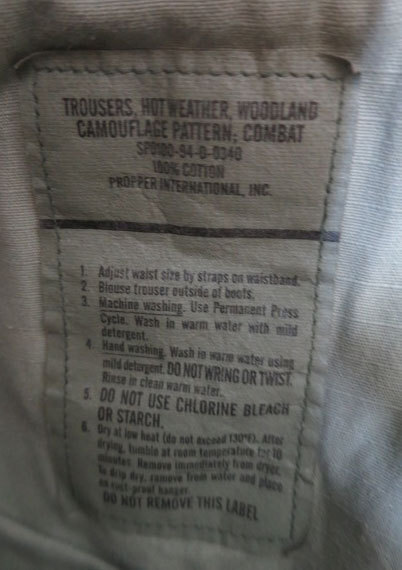 TROUSERS, HOT WEATHER, WOODLAND
CAMOUFLAGE PATTERN: COMBAT
SPO100-94-D-0340
100% COTTON
PROPPER INTERNATIONAL, INC.
1. Adjust waist size by straps on waistband.
2. Blouse trouser outside of boots.
3. Machine washing. Use Permanent Press
Cycle. Wash in warm water with mild
detergent.
4. Hand washing. Wash in warm water using
mild detergent. DO NOT WRING OR TWIST.
Rinse in clean warm water.
5. DO NOT USE CHLORINE BLEACH
OR STARCH.
6. Dry at low heat (do not exceed 130°F). After
drying, tumble at room temperature for 10
minutes. Remove immediately from dryer.
To drip dry, remove from water and place
on rust-proof hanger.
DO NOT REMOVE THIS LABEL